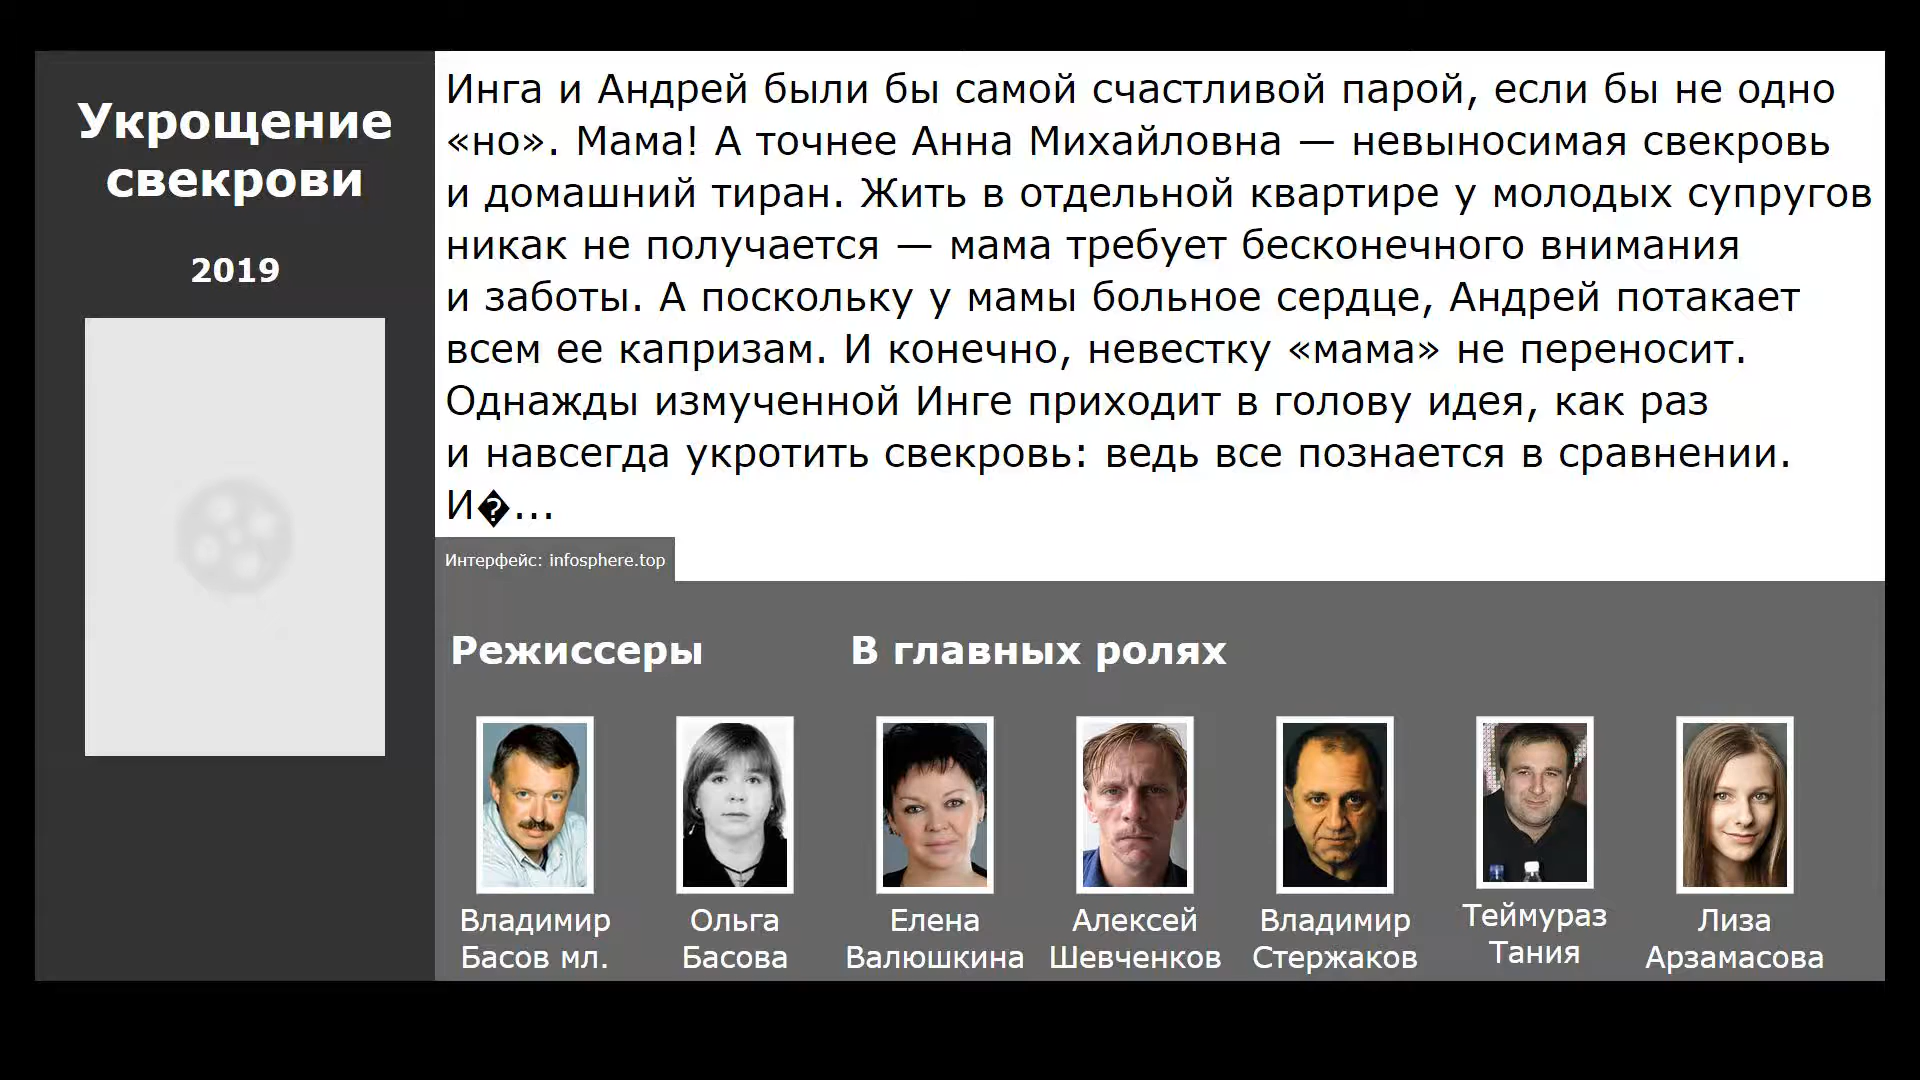 Укрощение
свекрови
2019
Инга и Андрей были бы самой счастливой парой, если бы не одно
«но». Мама! А точнее Анна Михайловна — невыносимая свекровь
и домашний тиран. Жить в отдельной квартире у молодых супругов
никак не получается — мама требует бесконечного внимания
и заботы. А поскольку у мамы больное сердце, Андрей потакает
всем ее капризам. И конечно, невестку «мама» не переносит.
Однажды измученной Инге приходит в голову идея, как раз
и навсегда укротить свекровь: ведь все познается в сравнении.
И�...
Интерфейс: infosphere.top
Режиссеры
В главных ролях
Владимир
Басов мл.
Ольга
Басова
Елена
Валюшкина
Алексей
Шевченков
Владимир
Стержаков
Теймураз
Тания
Лиза
Арзамасова